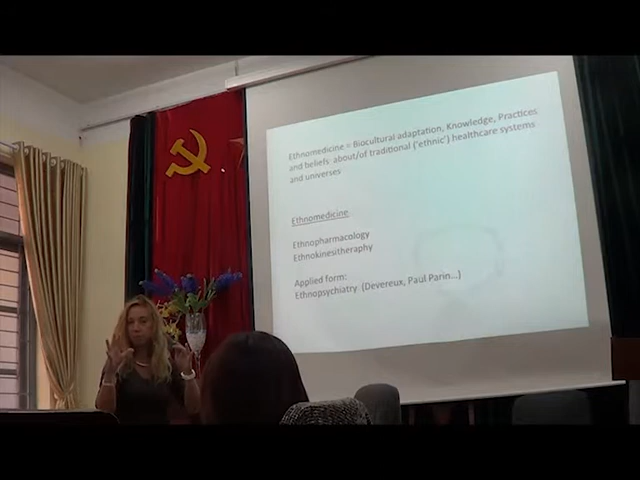 Ethnomedicine = Biocultural adaptation, Knowledge, Practices
and beliefs about/of traditional ('ethnic') healthcare systems
and universes
Ethnomedicine
Ethnopharmacology
Ethnokinesitheraphy
Applied form:
Ethnopsychiatry (Devereux, Paul Parin...)